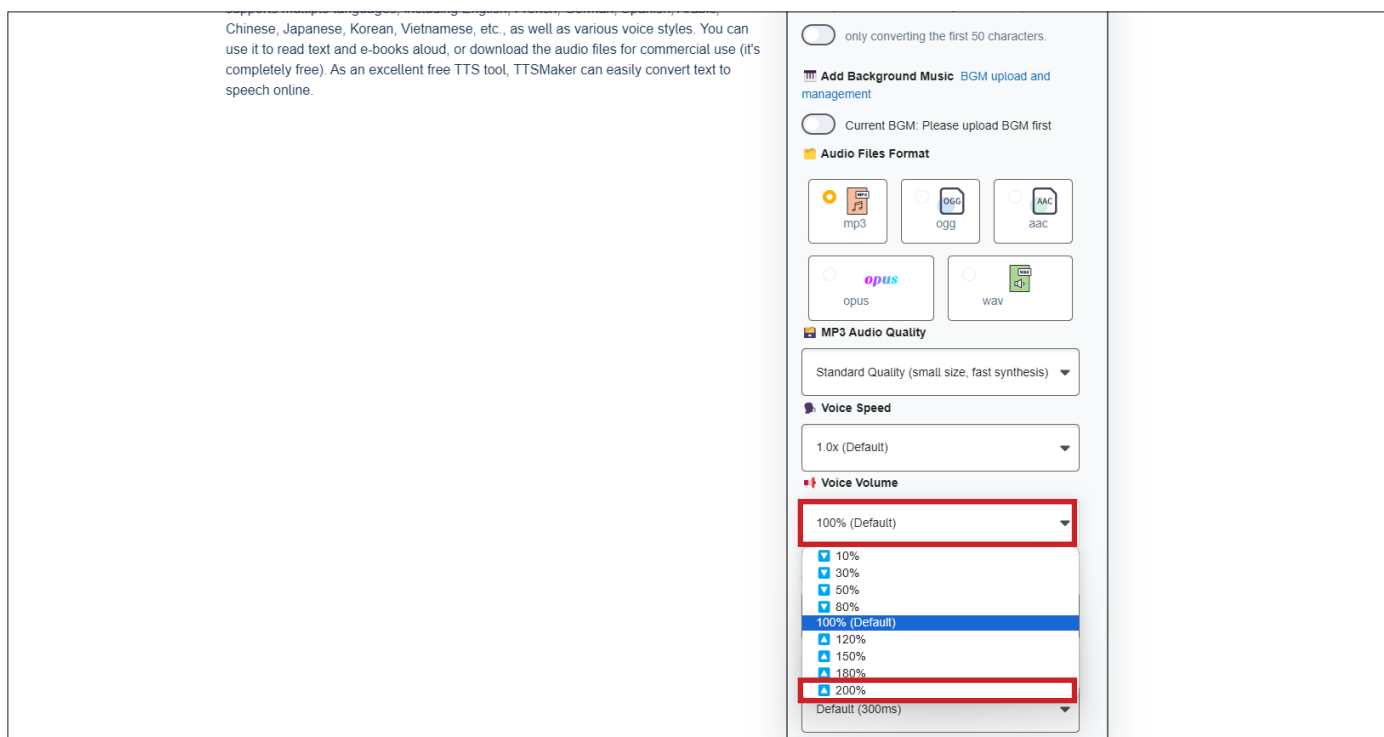 Chinese, Japanese, Korean, Vietnamese, etc., as well as various voice styles. You can
use it to read text and e-books aloud, or download the audio files for commercial use (it's
completely free). As an excellent free TTS tool, TTSMaker can easily convert text to
speech online.
only converting the first 50 characters.
Add Background Music BGM upload and
management
Current BGM: Please upload BGM first
Audio Files Format
MP3
mp3
OGG
ogg
AAC
aac
opus
opus
WAV
wav
MP3 Audio Quality
Standard Quality (small size, fast synthesis)
Voice Speed
1.0x (Default)
Voice Volume
100% (Default)
10%
30%
50%
80%
100% (Default)
120%
150%
180%
200%
Default (300ms)